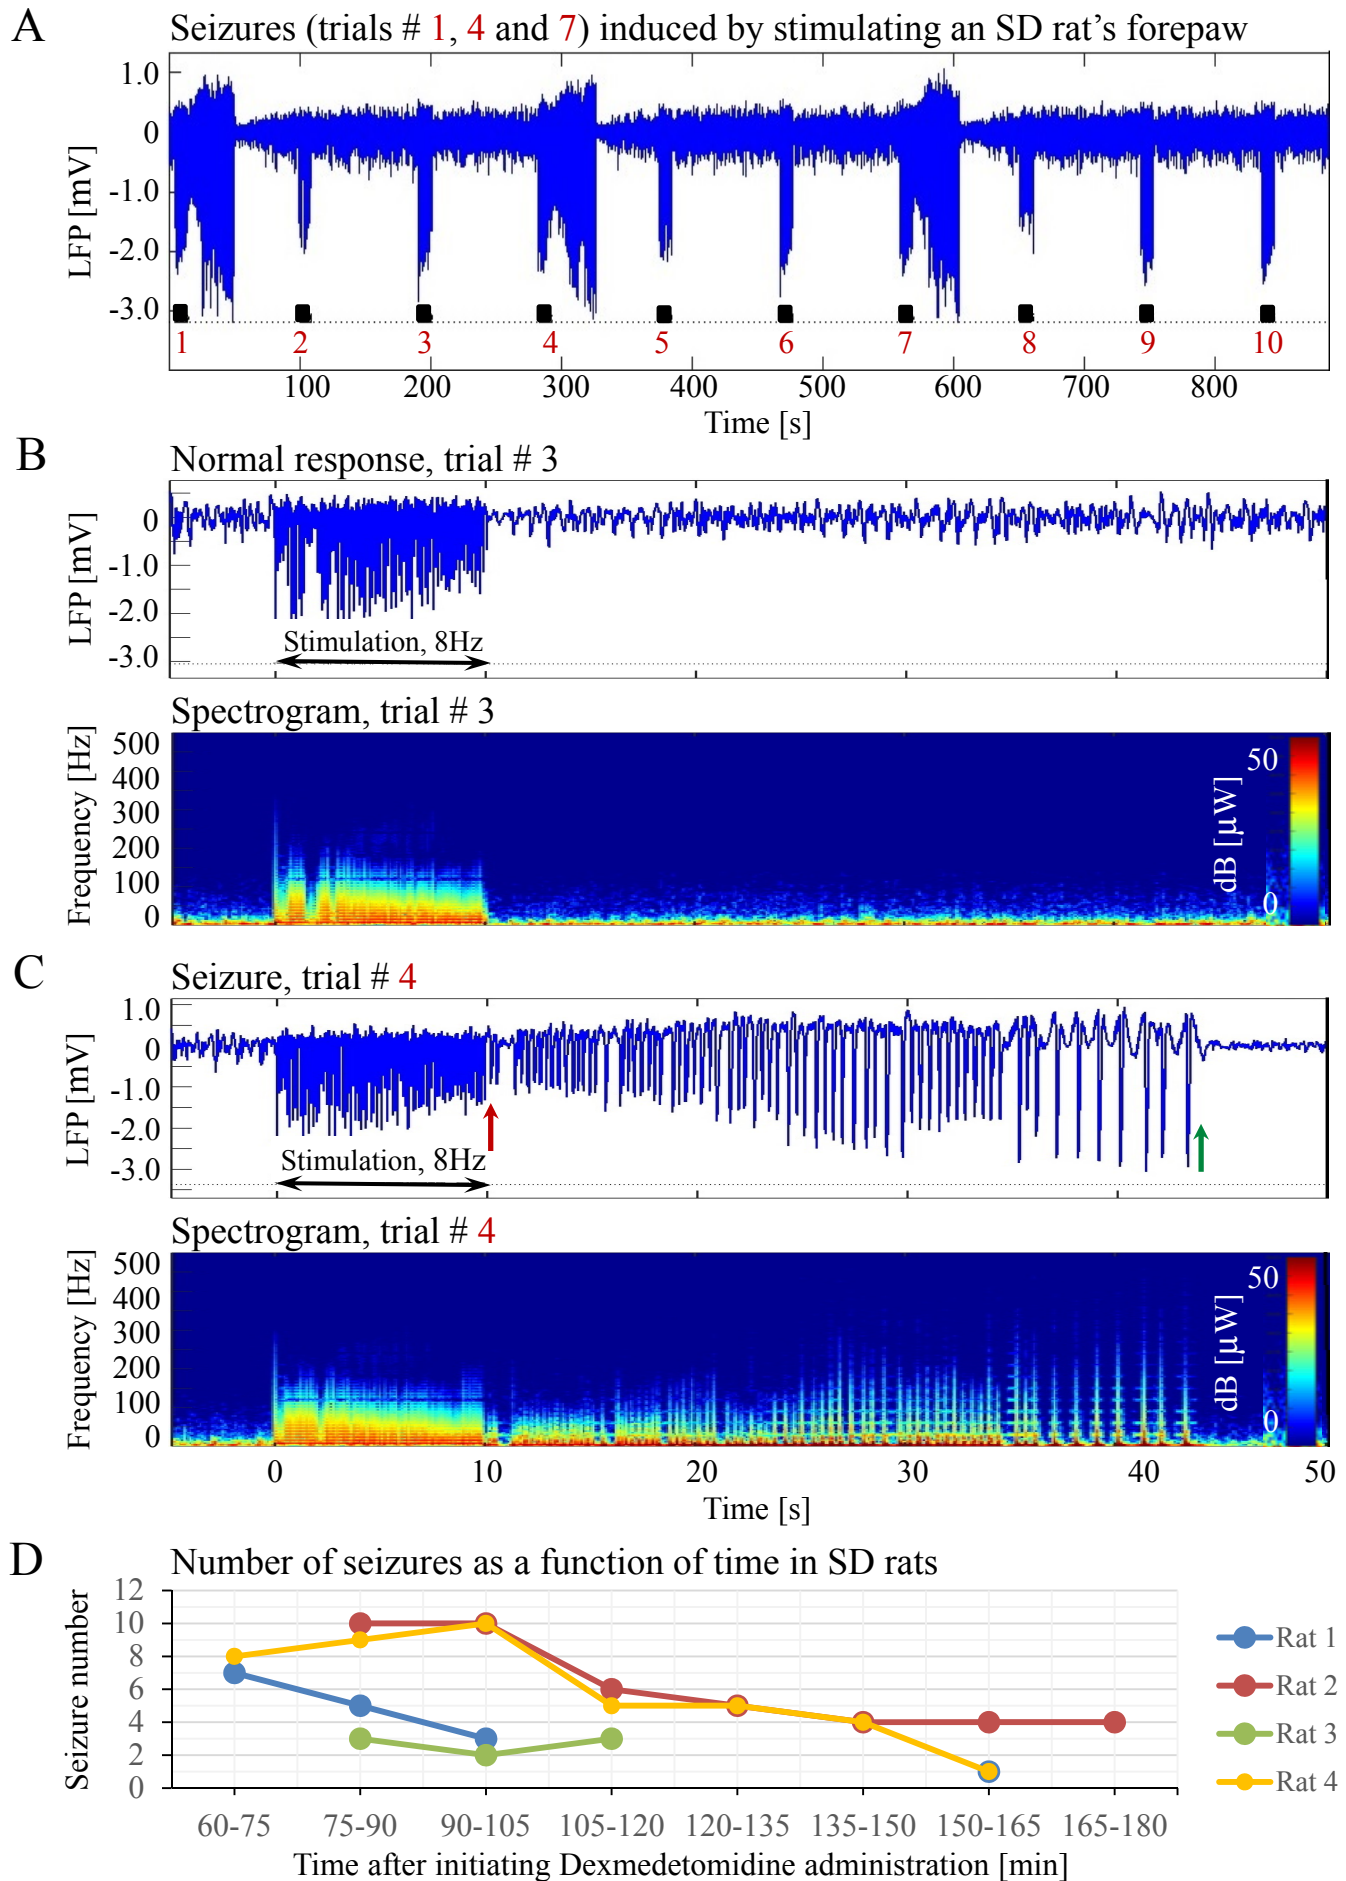 A
Seizures (trials # 1, 4 and 7) induced by stimulating an SD rat’s forepaw
LFP [mV]
1.0
0
-1.0
-2.0
-3.0
1 2 3 4 5 6 7 8 9 10
100 200 300 400 500 600 700 800
Time [s]
B
Normal response, trial # 3
LFP [mV]
0
-1.0
-2.0
-3.0
Stimulation, 8Hz
Spectrogram, trial # 3
Frequency [Hz]
500
400
300
200
100
0
dB [µW]
50
0
C
Seizure, trial # 4
LFP [mV]
1.0
0
-1.0
-2.0
-3.0
Stimulation, 8Hz
Spectrogram, trial # 4
Frequency [Hz]
500
400
300
200
100
0
dB [µW]
50
0
0 10 20 30 40 50
Time [s]
D
Number of seizures as a function of time in SD rats
Seizure number
12
10
8
6
4
2
0
60-75 75-90 90-105 105-120 120-135 135-150 150-165 165-180
Time after initiating Dexmedetomidine administration [min]
Rat 1
Rat 2
Rat 3
Rat 4